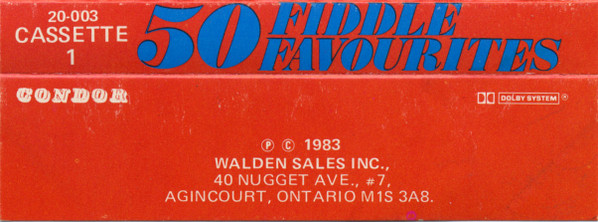 20-003
CASSETTE
1
50 FIDDLE
FAVOURITES
CONDOR
DOLBY SYSTEM ®
Ⓟ © 1983
WALDEN SALES INC.,
40 NUGGET AVE., #7,
AGINCOURT, ONTARIO M1S 3A8.